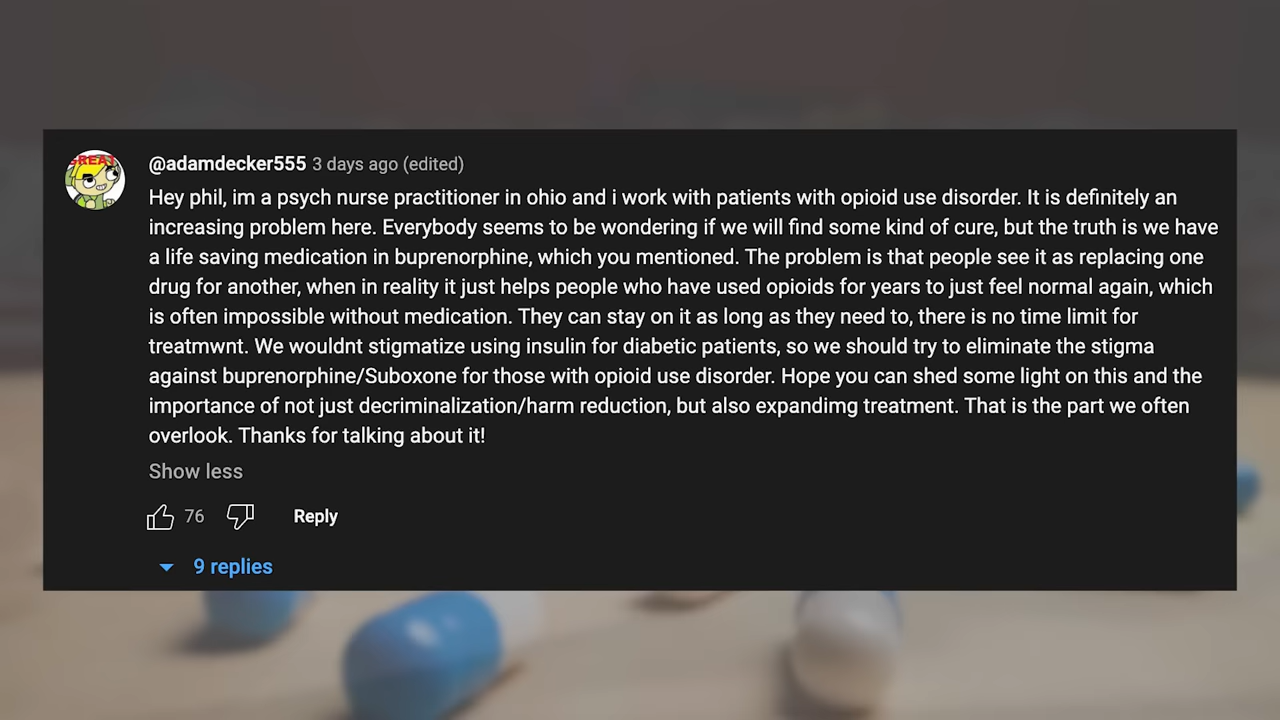 GREAT
@adamdecker555 3 days ago (edited)
Hey phil, im a psych nurse practitioner in ohio and i work with patients with opioid use disorder. It is definitely an
increasing problem here. Everybody seems to be wondering if we will find some kind of cure, but the truth is we have
a life saving medication in buprenorphine, which you mentioned. The problem is that people see it as replacing one
drug for another, when in reality it just helps people who have used opioids for years to just feel normal again, which
is often impossible without medication. They can stay on it as long as they need to, there is no time limit for
treatmwnt. We wouldnt stigmatize using insulin for diabetic patients, so we should try to eliminate the stigma
against buprenorphine/Suboxone for those with opioid use disorder. Hope you can shed some light on this and the
importance of not just decriminalization/harm reduction, but also expandimg treatment. That is the part we often
overlook. Thanks for talking about it!
Show less
76 Reply
9 replies